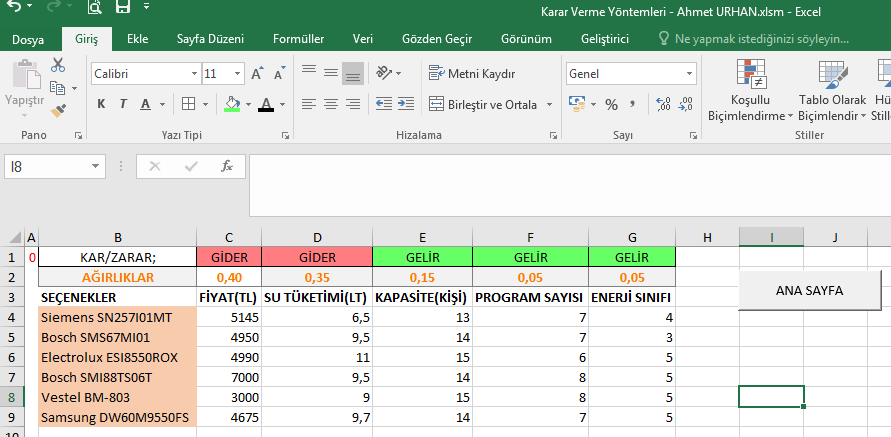 Karar Verme Yöntemleri - Ahmet URHAN.xlsm - Excel
Dosya Giriş Ekle Sayfa Düzeni Formüller Veri Gözden Geçir Görünüm Geliştirici Ne yapmak istediğinizi söyleyin...
Yapıştır
Calibri 11 A A
K T A A
Metni Kaydır
Birleştir ve Ortala
Genel
% ,
Koşullu Biçimlendirme
Tablo Olarak Biçimlendir
Pano Yazı Tipi Hizalama Sayı Stiller
I8 fx
A B C D E F G H I J
1 0 KAR/ZARAR; GİDER GİDER GELİR GELİR GELİR
2 AĞIRLIKLAR 0,40 0,35 0,15 0,05 0,05
3 SEÇENEKLER FİYAT(TL) SU TÜKETİMİ(LT) KAPASİTE(KİŞİ) PROGRAM SAYISI ENERJİ SINIFI
ANA SAYFA
4 Siemens SN257I01MT 5145 6,5 13 7 4
5 Bosch SMS67MI01 4950 9,5 14 7 3
6 Electrolux ESI8550ROX 4990 11 15 6 5
7 Bosch SMI88TS06T 7000 9,5 14 8 5
8 Vestel BM-803 3000 9 15 8 5
9 Samsung DW60M9550FS 4675 9,7 14 7 5